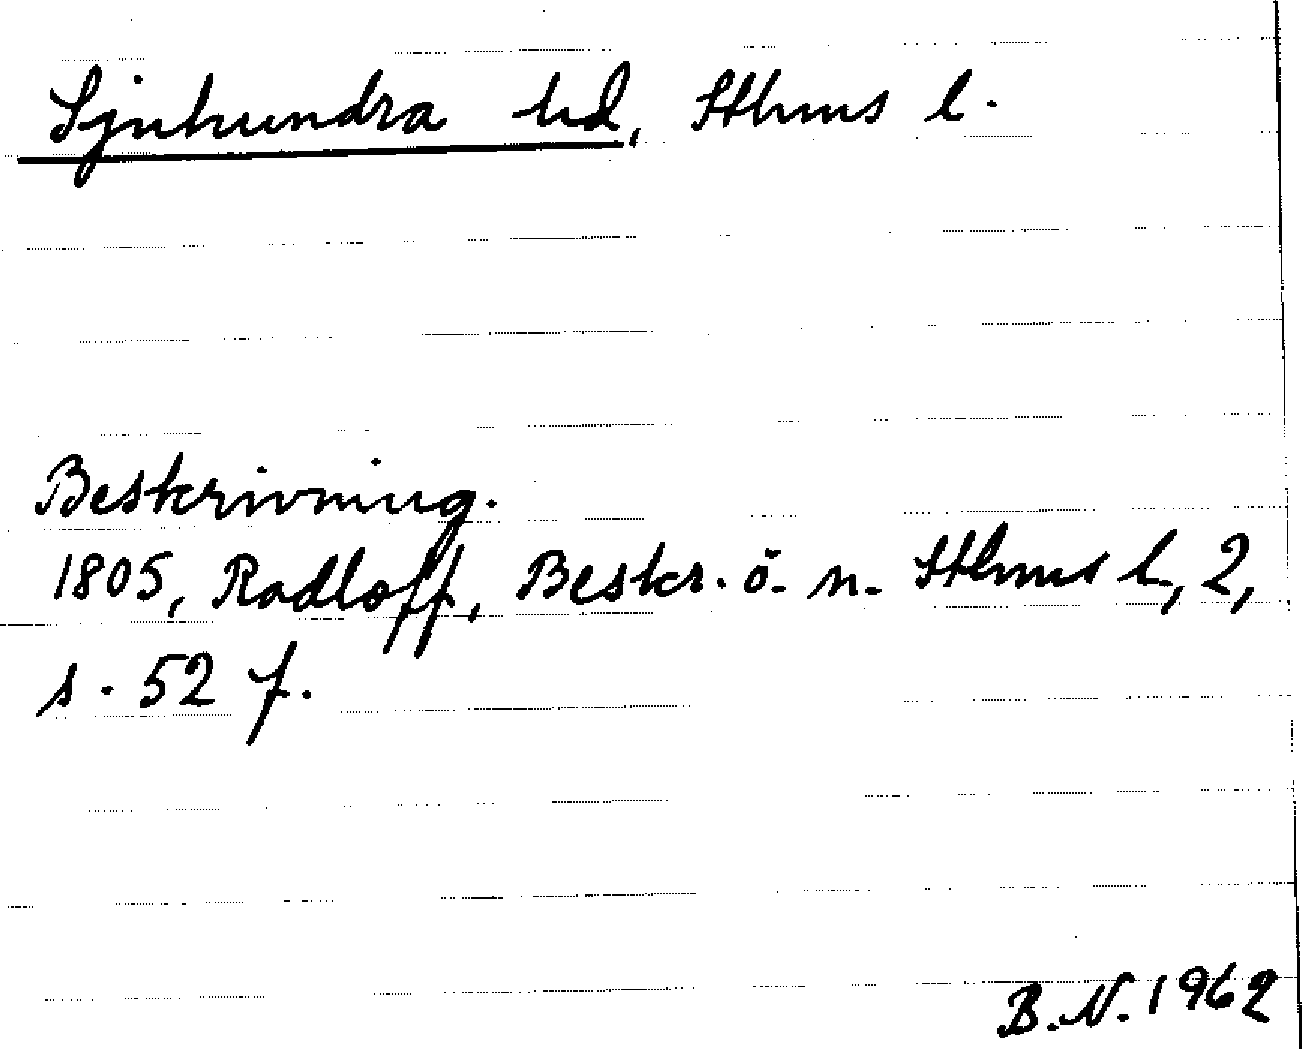 Sjuhundra hd, Sthms l.
Beskrivning.
1805, Radloff, Beskr. ö. n. Sthms l, 2,
s. 52 f.
B.N. 1962